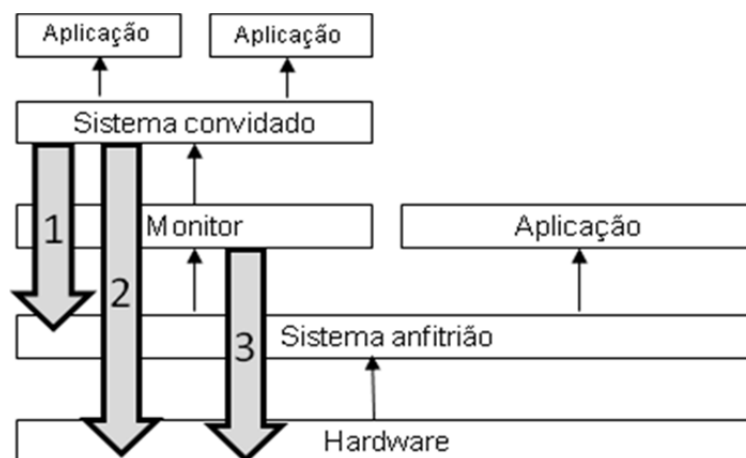 Aplicação
Aplicação
Sistema convidado
1
2
Monitor
Aplicação
3
Sistema anfitrião
Hardware